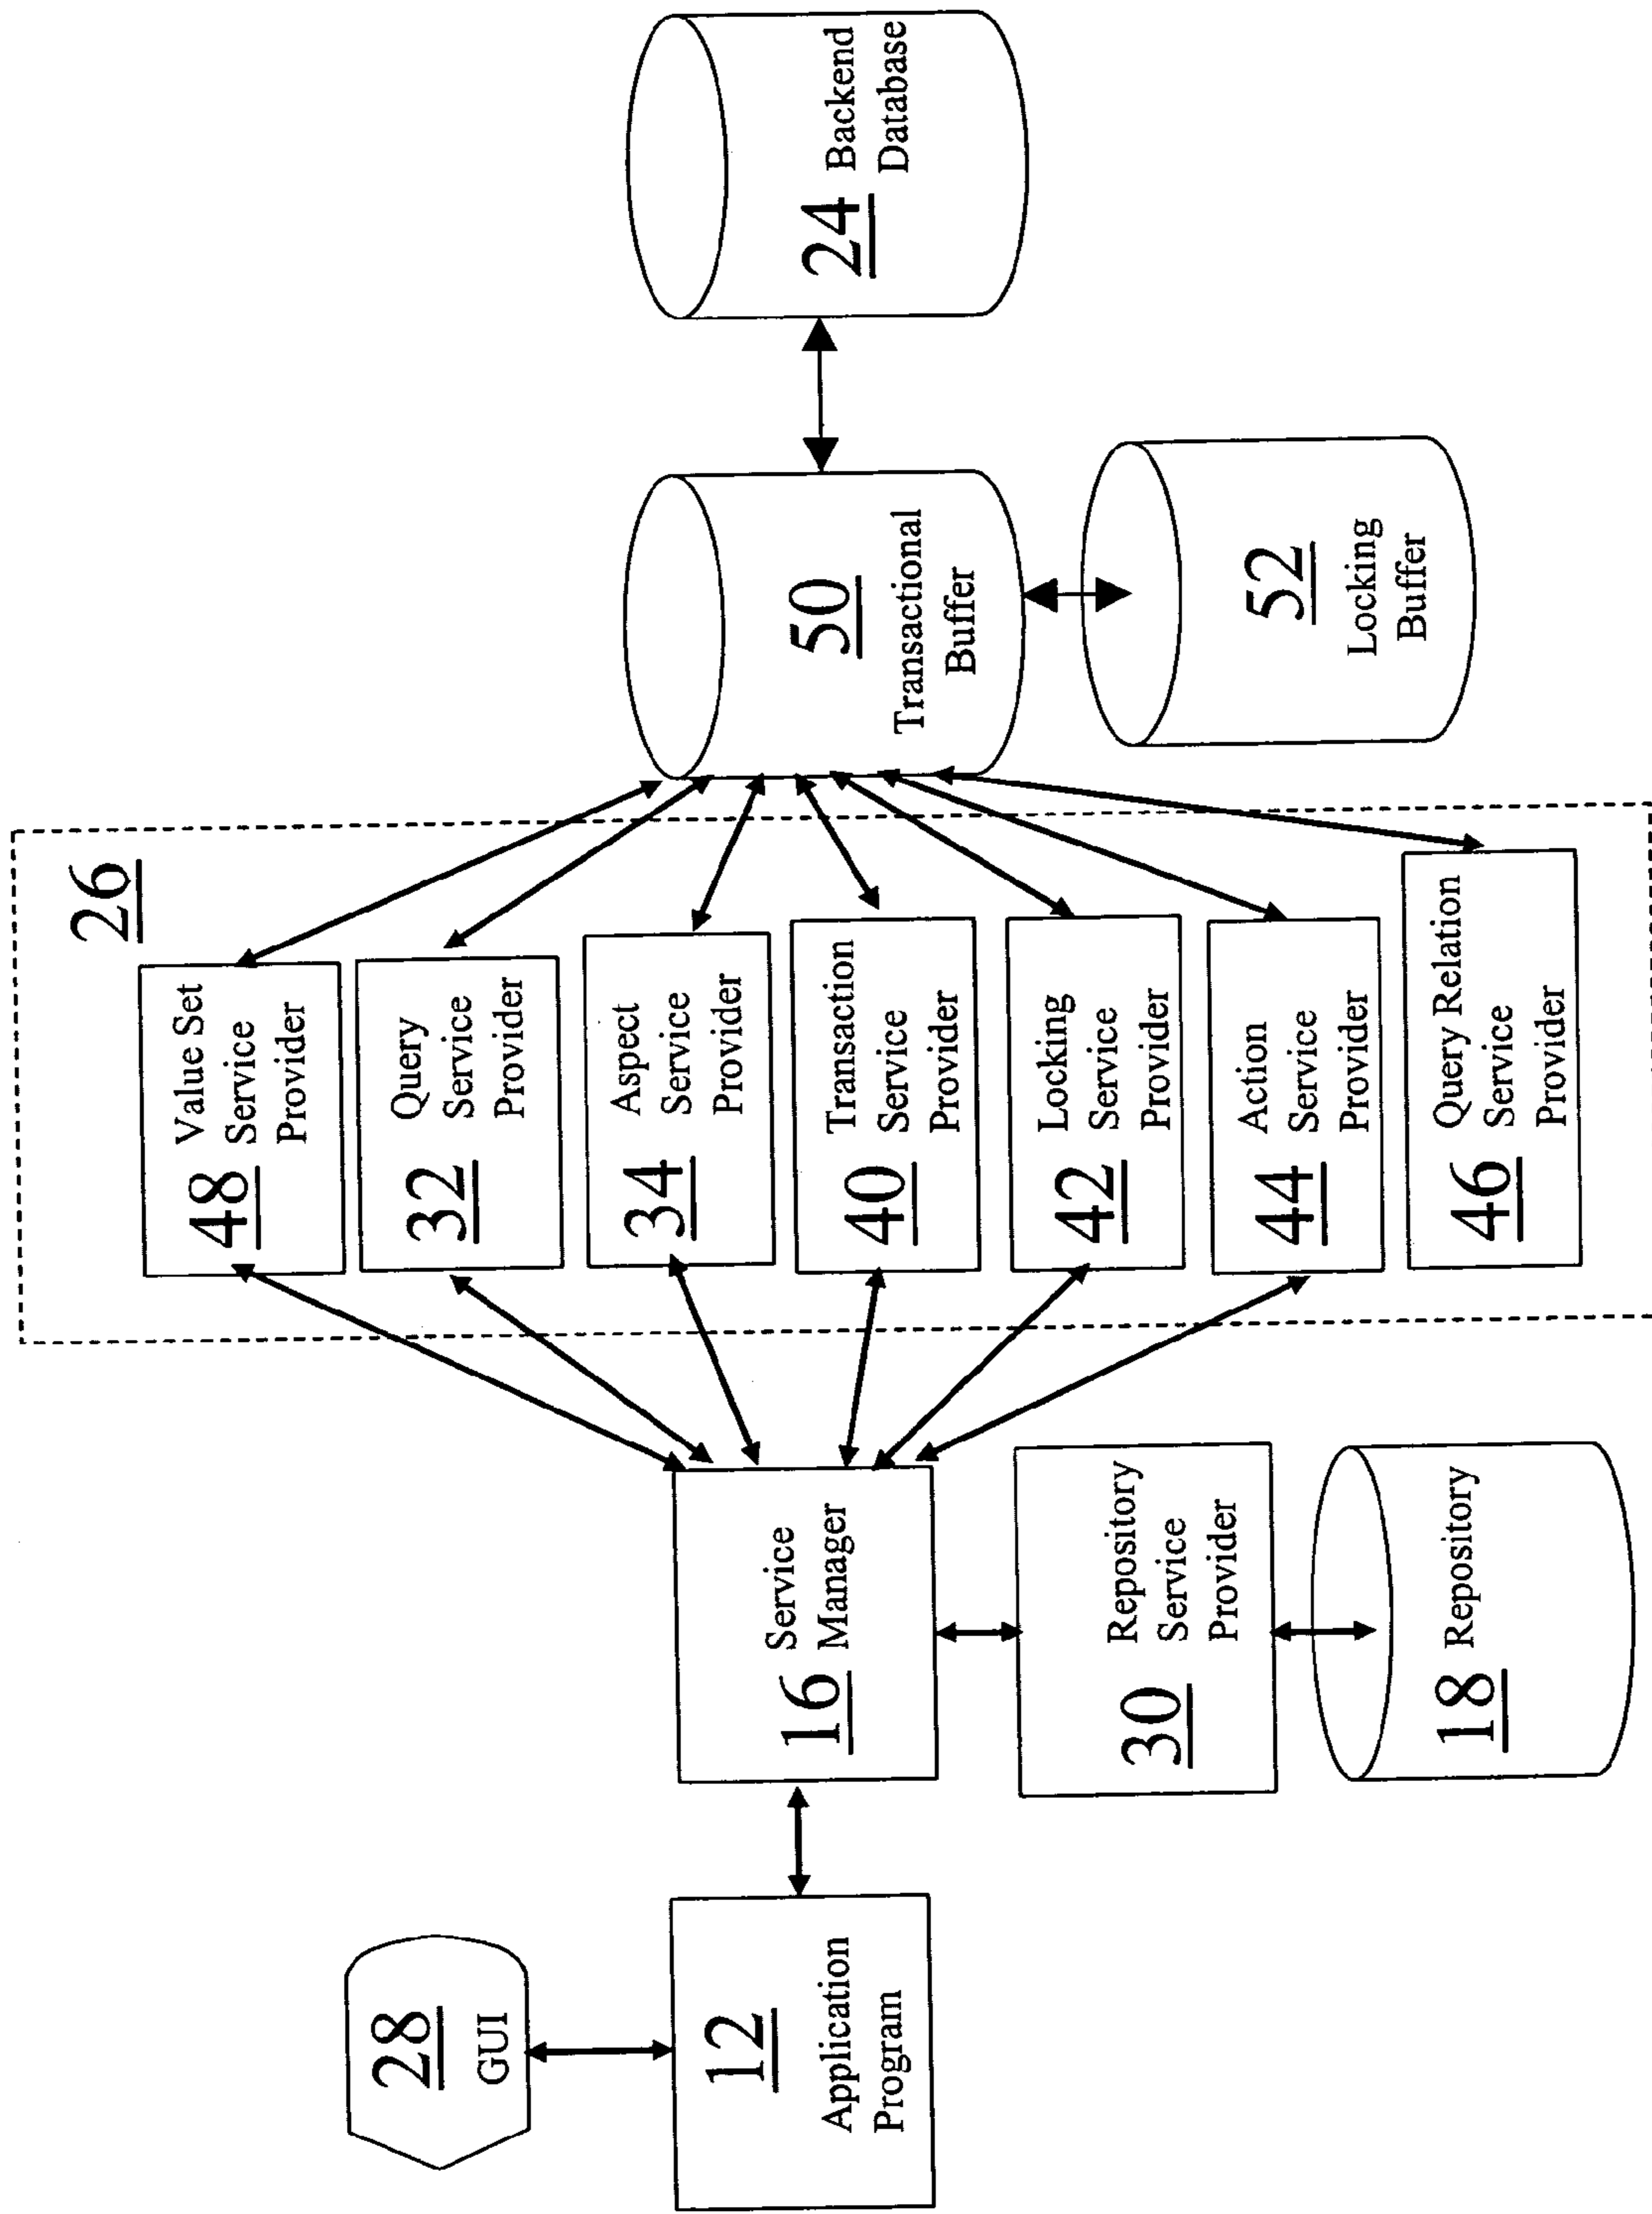 28
GUI
12
Application
Program
16 Service
Manager
30 Repository
Service
Provider
18 Repository
26
48 Value Set
Service
Provider
32 Query
Service
Provider
34 Aspect
Service
Provider
40 Transaction
Service
Provider
42 Locking
Service
Provider
44 Action
Service
Provider
46 Query Relation
Service
Provider
50
Transactional
Buffer
52
Locking
Buffer
24 Backend
Database